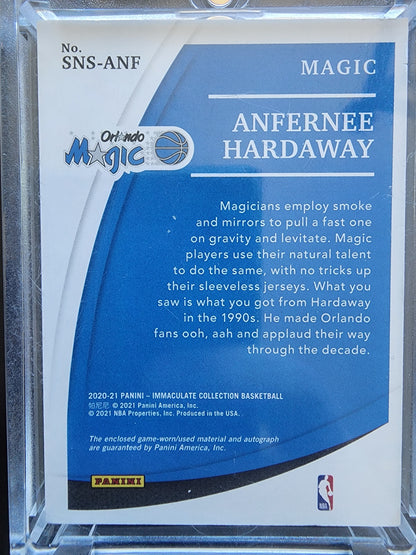 No.
SNS-ANF
MAGIC
Orlando
Magic
ANFERNEE
HARDAWAY
Magicians employ smoke
and mirrors to pull a fast one
on gravity and levitate. Magic
players use their natural talent
to do the same, with no tricks up
their sleeveless jerseys. What you
saw is what you got from Hardaway
in the 1990s. He made Orlando
fans ooh, aah and applaud their way
through the decade.
2020-21 PANINI – IMMACULATE COLLECTION BASKETBALL
帕尼尼 © 2021 Panini America, Inc.
© 2021 NBA Properties, Inc. Produced in the USA.
The enclosed game-worn/used material and autograph
are guaranteed by Panini America, Inc.
PANINI
NBA